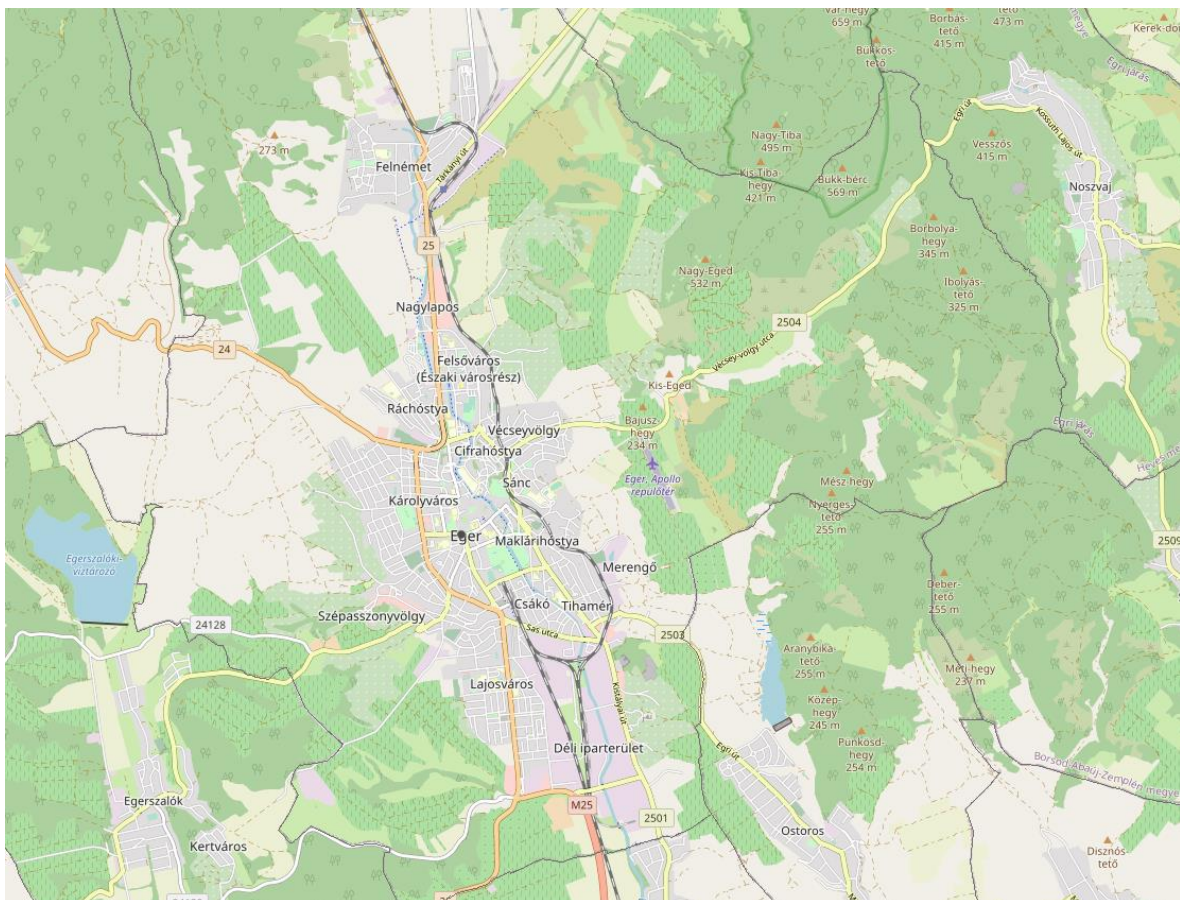 Vár-hegy
659 m
Borbás-
tető
415 m
tető
473 m
megye
Kerek-dom
Bükkös-
tető
Egri járás
Egri út
Kossuth Lajos út
273 m
Nagy-Tiba
495 m
Vesszős
415 m
Felnémet
Tárkányi út
Kis-Tiba-
hegy
421 m
Bükk-bérc
569 m
Noszvaj
25
Borbolya-
hegy
345 m
Nagy-Eged
532 m
Ibolyás-
tető
325 m
Nagylapos
2504
24
Vécsey-völgy utca
Felsőváros
(Északi városrész)
Kis-Eged
Ráchóstya
Bajusz-
hegy
234 m
Vécseyvölgy
Egri járás
Cifrahóstya
Hevesme
Eger, Apollo
repülőtér
Sánc
Mész-hegy
Károlyváros
Nyerges-
tető
255 m
Eger
Maklárihóstya
2509
Egerszalóki-
víztározó
Merengő
Deber-
tető
255 m
Csákó
Tihamér
Szépasszonyvölgy
24128
Sas utca
2503
Aranybika-
tető
255 m
Méti-hegy
237 m
Lajosváros
Kistályai út
Közép-
hegy
245 m
Déli iparterület
Egri út
Pünkösd-
hegy
254 m
Borsod-Abaúj-Zemplén megye
Egerszalók
M25
2501
Ostoros
Kertváros
Disznós
tető